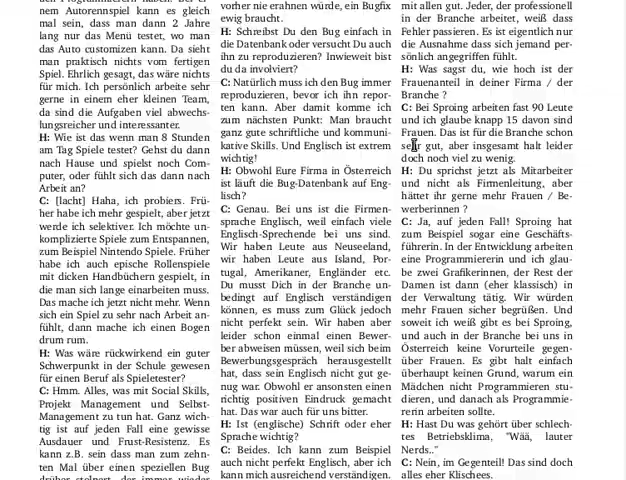 den Programmierern haben. Bei ei-
nem Autorennspiel kann es gleich
mal sein, dass man dann 2 Jahre
lang nur das Menü testet, wo man
das Auto customizen kann. Da sieht
man praktisch nichts vom fertigen
Spiel. Ehrlich gesagt, das wäre nichts
für mich. Ich persönlich arbeite sehr
gerne in einem eher kleinen Team,
da sind die Aufgaben viel abwechs-
lungsreicher und interessanter.
H: Wie ist das wenn man 8 Stunden
am Tag Spiele testet? Gehst du dann
nach Hause und spielst noch Com-
puter, oder fühlt sich das dann nach
Arbeit an?
C: [lacht] Haha, ich probiers. Frü-
her habe ich mehr gespielt, aber jetzt
werde ich selektiver. Ich möchte un-
komplizierte Spiele zum Entspannen,
zum Beispiel Nintendo Spiele. Früher
habe ich auch epische Rollenspiele
mit dicken Handbüchern gespielt, in
die man sich lange einarbeiten muss.
Das mache ich jetzt nicht mehr. Wenn
sich ein Spiel zu sehr nach Arbeit an-
fühlt, dann mache ich einen Bogen
drum rum.
H: Was wäre rückwirkend ein guter
Schwerpunkt in der Schule gewesen
für einen Beruf als Spieletester?
C: Hmm. Alles, was mit Social Skills,
Projekt Management und Selbst-
Management zu tun hat. Ganz wich-
tig ist auf jeden Fall eine gewisse
Ausdauer und Frust-Resistenz. Es
kann z.B. sein dass man zum zehn-
ten Mal über einen speziellen Bug
drüber stolpert, der immer wieder
vorher nie erahnen würde, ein Bugfix
ewig braucht.
H: Schreibst Du den Bug einfach in
die Datenbank oder versucht Du auch
ihn zu reproduzieren? Inwieweit bist
du da involviert?
C: Natürlich muss ich den Bug immer
reproduzieren, bevor ich ihn repor-
ten kann. Aber damit komme ich
zum nächsten Punkt: Man braucht
ganz gute schriftliche und kommuni-
kative Skills. Und Englisch ist extrem
wichtig!
H: Obwohl Eure Firma in Österreich
ist läuft die Bug-Datenbank auf Eng-
lisch?
C: Genau. Bei uns ist die Firmen-
sprache Englisch, weil einfach viele
Englisch-Sprechende bei uns sind.
Wir haben Leute aus Neuseeland,
wir haben Leute aus Island, Por-
tugal, Amerikaner, Engländer etc.
Du musst Dich in der Branche un-
bedingt auf Englisch verständigen
können, es muss zum Glück jedoch
nicht perfekt sein. Wir haben aber
leider schon einmal einen Bewer-
ber abweisen müssen, weil sich beim
Bewerbungsgespräch herausgestellt
hat, dass sein Englisch nicht gut ge-
nug war. Obwohl er ansonsten einen
richtig positiven Eindruck gemacht
hat. Das war auch für uns bitter.
H: Ist (englische) Schrift oder eher
Sprache wichtig?
C: Beides. Ich kann zum Beispiel
auch nicht perfekt Englisch, aber ich
kann mich ausreichend verständigen.
mit allen gut. Jeder, der professionell
in der Branche arbeitet, weiß dass
Fehler passieren. Es ist eigentlich nur
die Ausnahme dass sich jemand per-
sönlich angegriffen fühlt.
H: Was sagst du, wie hoch ist der
Frauenanteil in deiner Firma / der
Branche ?
C: Bei Sproing arbeiten fast 90 Leute
und ich glaube knapp 15 davon sind
Frauen. Das ist für die Branche schon
sehr gut, aber insgesamt halt leider
doch noch viel zu wenig.
H: Du sprichst jetzt als Mitarbeiter
und nicht als Firmenleitung, aber
hättet ihr gerne mehr Frauen / Be-
werberinnen ?
C: Ja, auf jeden Fall! Sproing hat
zum Beispiel sogar eine Geschäfts-
führerin. In der Entwicklung arbeiten
eine Programmiererin und ich glau-
be zwei Grafikerinnen, der Rest der
Damen ist dann (eher klassisch) in
der Verwaltung tätig. Wir würden
mehr Frauen sicher begrüßen. Und
soweit ich weiß gibt es bei Sproing,
und auch in der Branche bei uns in
Österreich keine Vorurteile gegen-
über Frauen. Es gibt halt einfach
überhaupt keinen Grund, warum ein
Mädchen nicht Programmieren stu-
dieren, und danach als Programmie-
rerin arbeiten sollte.
H: Hast Du was gehört über schlech-
tes Betriebsklima, "Wää, lauter
Nerds.."
C: Nein, im Gegenteil! Das sind doch
alles eher Klischees.